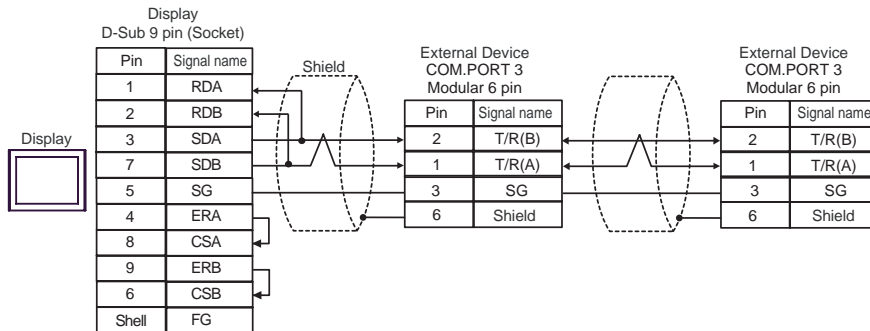 Display
D-Sub 9 pin (Socket)
Pin Signal name
1 RDA
2 RDB
3 SDA
7 SDB
5 SG
4 ERA
8 CSA
9 ERB
6 CSB
Shell FG
Display
Shield
External Device
COM.PORT 3
Modular 6 pin
Pin Signal name
2 T/R(B)
1 T/R(A)
3 SG
6 Shield
External Device
COM.PORT 3
Modular 6 pin
Pin Signal name
2 T/R(B)
1 T/R(A)
3 SG
6 Shield